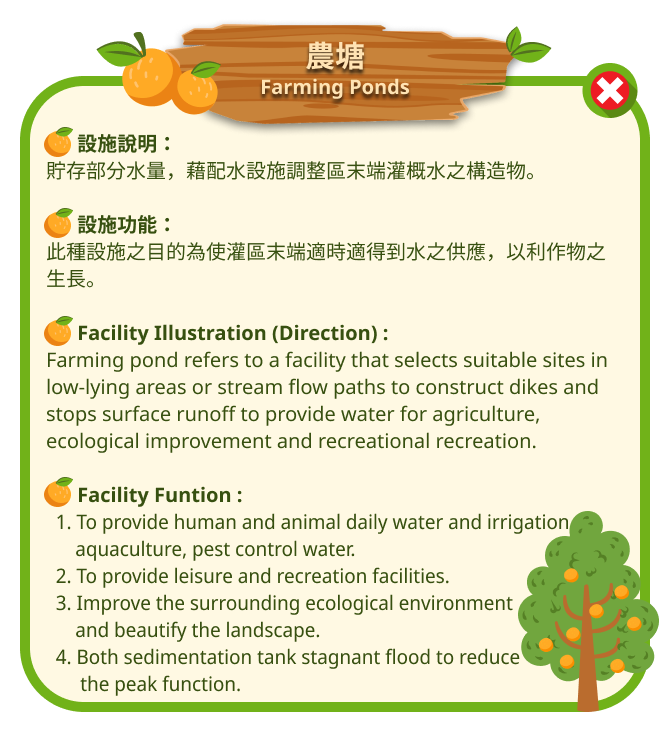 農塘
Farming Ponds
設施說明：
貯存部分水量，藉配水設施調整區末端灌概水之構造物。
設施功能：
此種設施之目的為使灌區末端適時適得到水之供應，以利作物之
生長。
Facility Illustration (Direction) :
Farming pond refers to a facility that selects suitable sites in
low-lying areas or stream flow paths to construct dikes and
stops surface runoff to provide water for agriculture,
ecological improvement and recreational recreation.
Facility Funtion :
1. To provide human and animal daily water and irrigation
aquaculture, pest control water.
2. To provide leisure and recreation facilities.
3. Improve the surrounding ecological environment
and beautify the landscape.
4. Both sedimentation tank stagnant flood to reduce
the peak function.